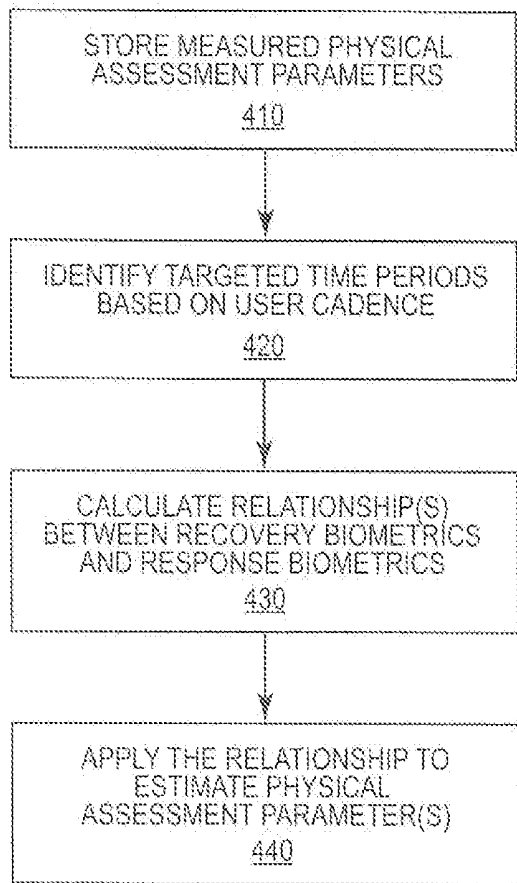 STORE MEASURED PHYSICAL
ASSESSMENT PARAMETERS
410
IDENTIFY TARGETED TIME PERIODS
BASED ON USER CADENCE
420
CALCULATE RELATIONSHIP(S)
BETWEEN RECOVERY BIOMETRICS
AND RESPONSE BIOMETRICS
430
APPLY THE RELATIONSHIP TO
ESTIMATE PHYSICAL
ASSESSMENT PARAMETER(S)
440